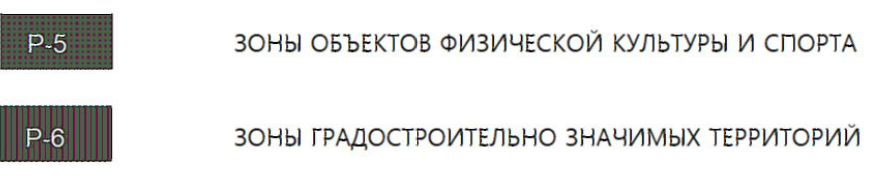 Р-5 ЗОНЫ ОБЪЕКТОВ ФИЗИЧЕСКОЙ КУЛЬТУРЫ И СПОРТА
Р-6 ЗОНЫ ГРАДОСТРОИТЕЛЬНО ЗНАЧИМЫХ ТЕРРИТОРИЙ